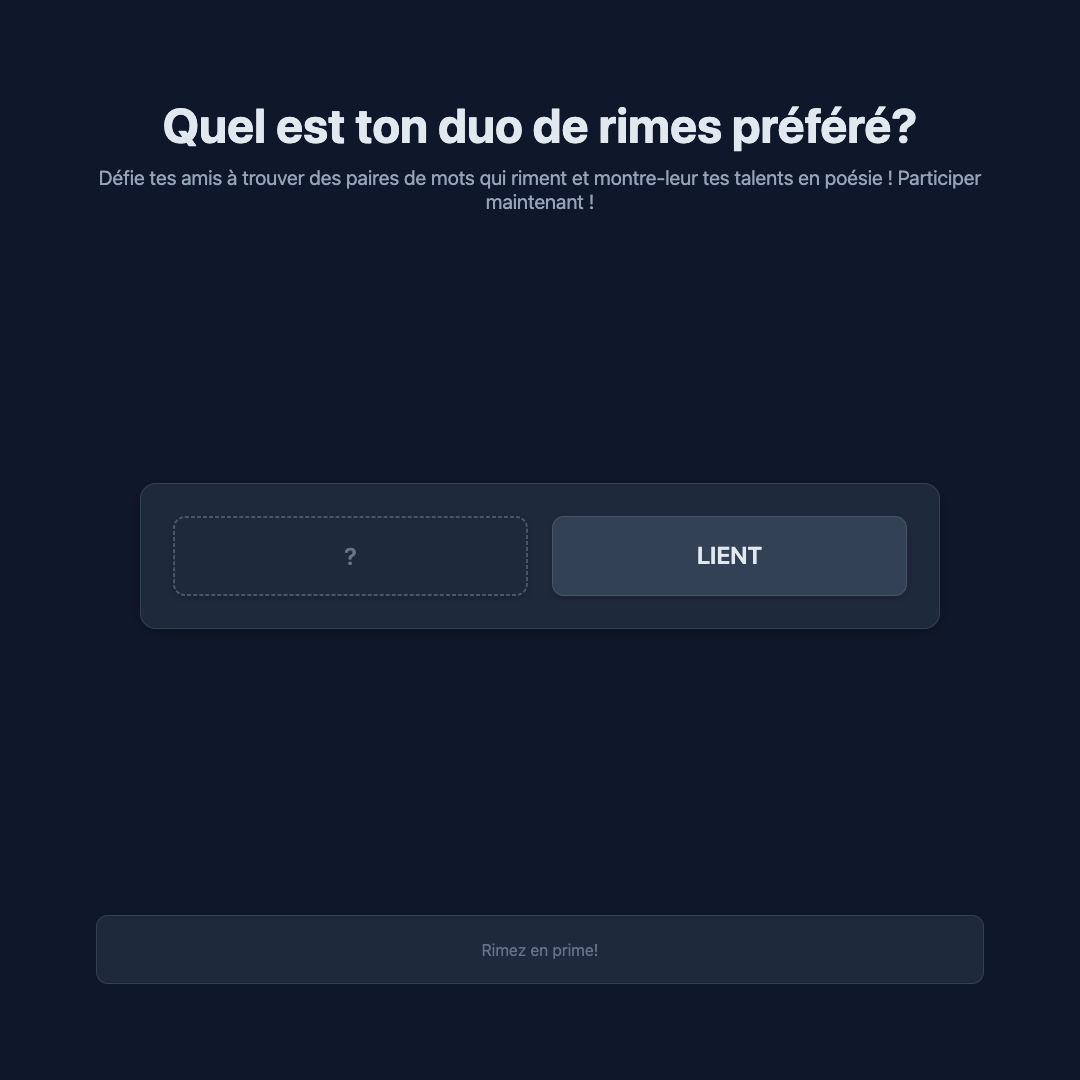 Quel est ton duo de rimes préféré?
Défie tes amis à trouver des paires de mots qui riment et montre-leur tes talents en poésie ! Participer
maintenant !
?
LIENT
Rimez en prime!